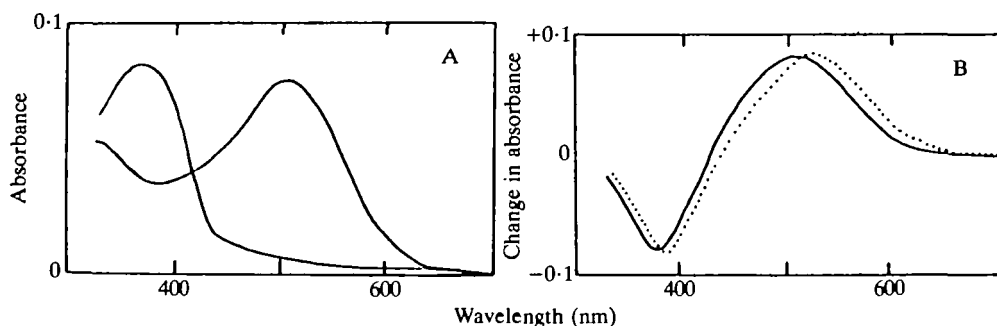 0·1
A
Absorbance
0
400
600
+0·1
B
Change in absorbance
0
−0·1
400
600
Wavelength (nm)